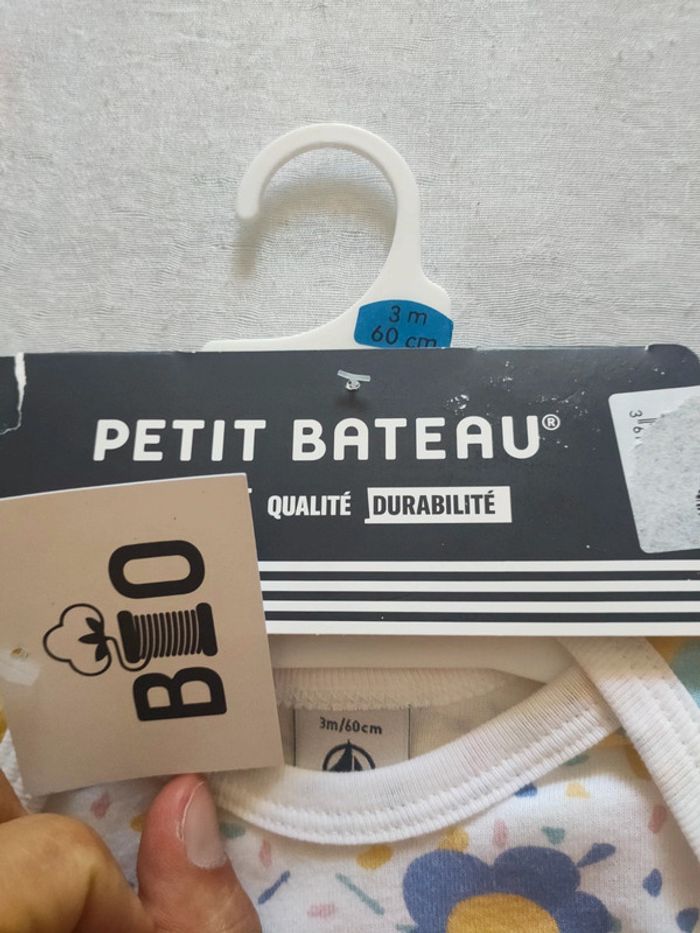 3 m
60 cm
PETIT BATEAU®
QUALITÉ DURABILITÉ
BIO
3m/60cm